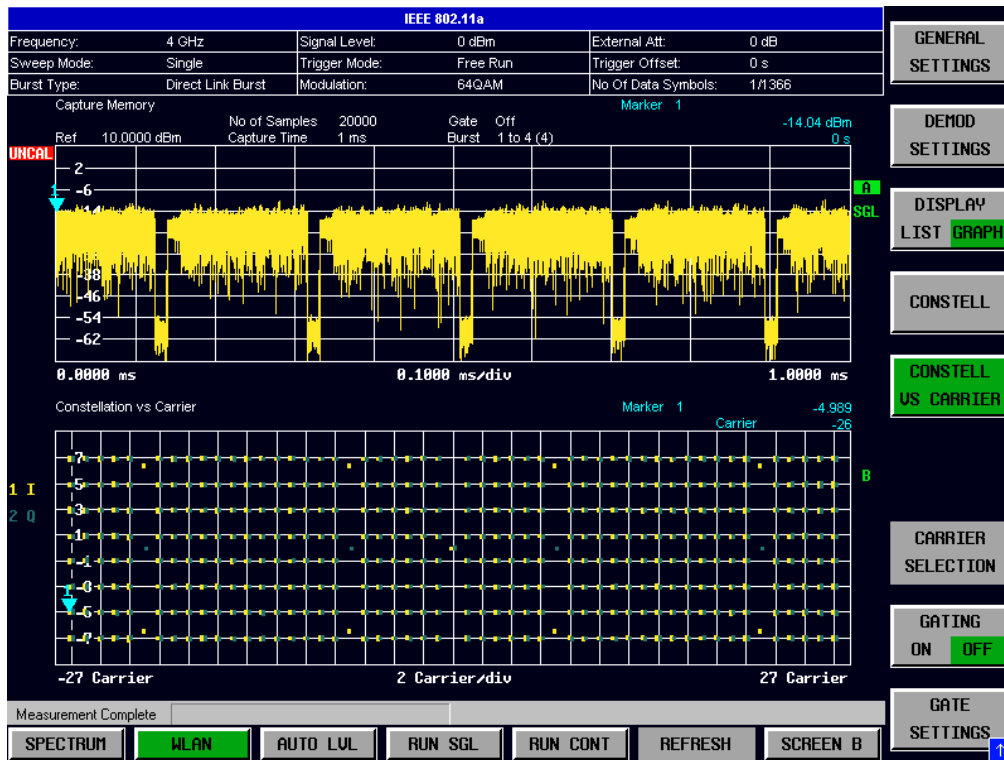 IEEE 802.11a
Frequency: 4 GHz Signal Level: 0 dBm External Att: 0 dB
Sweep Mode: Single Trigger Mode: Free Run Trigger Offset: 0 s
Burst Type: Direct Link Burst Modulation: 64QAM No Of Data Symbols: 1/1366
Capture Memory Marker 1
No of Samples 20000 Gate Off -14.04 dBm
Ref 10.0000 dBm Capture Time 1 ms Burst 1 to 4 (4) 0 s
UNCAL
2
1 -6
A
-14
SGL
-38
-46
-54
-62
0.0000 ms 0.1000 ms/div 1.0000 ms
Constellation vs Carrier Marker 1 -4.989
Carrier -26
7
5
B
1 I
3
2 Q
1
-1
-3
1
-5
-7
-27 Carrier 2 Carrier/div 27 Carrier
Measurement Complete
SPECTRUM WLAN AUTO LVL RUN SGL RUN CONT REFRESH SCREEN B
GENERAL
SETTINGS
DEMOD
SETTINGS
DISPLAY
LIST GRAPH
CONSTELL
CONSTELL
VS CARRIER
CARRIER
SELECTION
GATING
ON OFF
GATE
SETTINGS
↑